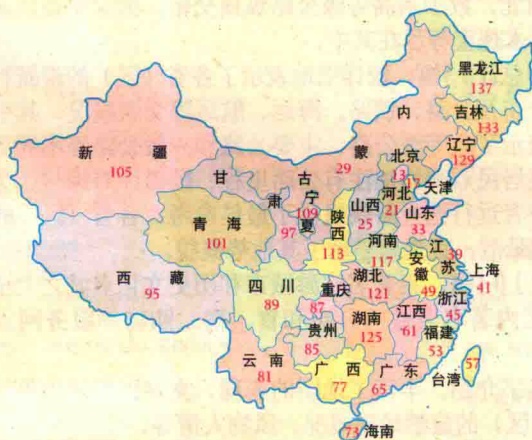 黑龙江
137
吉林
133
辽宁
129
内蒙古
29
新疆
105
甘肃
97
北京
13
天津
17
河北
21
山西
25
山东
33
宁夏
109
陕西
113
青海
101
河南
117
江苏
39
安徽
49
上海
41
西藏
95
四川
89
重庆
87
湖北
121
浙江
45
江西
61
湖南
125
贵州
85
福建
53
云南
81
广西
77
广东
65
台湾
57
海南
73